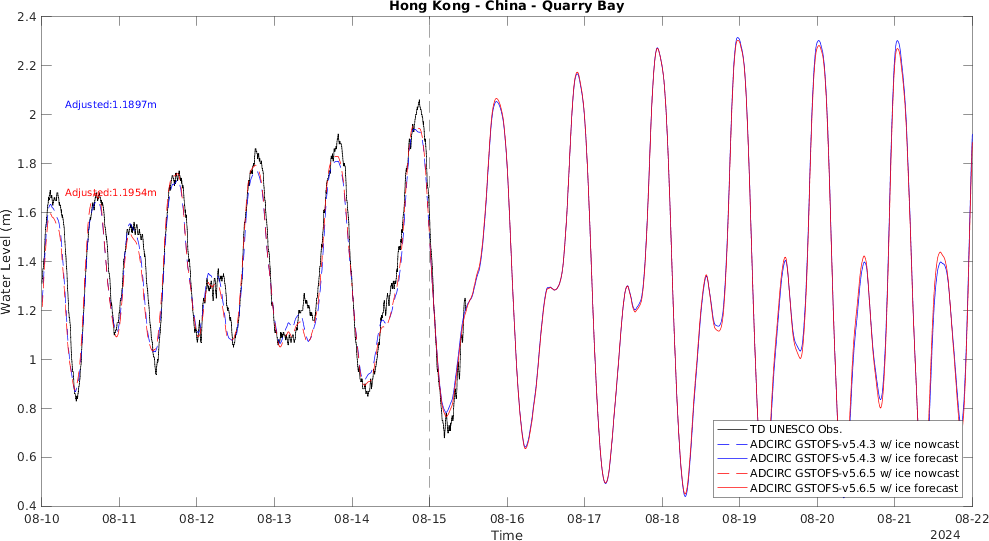 Hong Kong - China - Quarry Bay
2.4
2.2
2
1.8
1.6
1.4
1.2
1
0.8
0.6
0.4
Water Level (m)
Adjusted:1.1897m
Adjusted:1.1954m
TD UNESCO Obs.
ADCIRC GSTOFS-v5.4.3 w/ ice nowcast
ADCIRC GSTOFS-v5.4.3 w/ ice forecast
ADCIRC GSTOFS-v5.6.5 w/ ice nowcast
ADCIRC GSTOFS-v5.6.5 w/ ice forecast
08-10 08-11 08-12 08-13 08-14 08-15 08-16 08-17 08-18 08-19 08-20 08-21 08-22
Time
2024